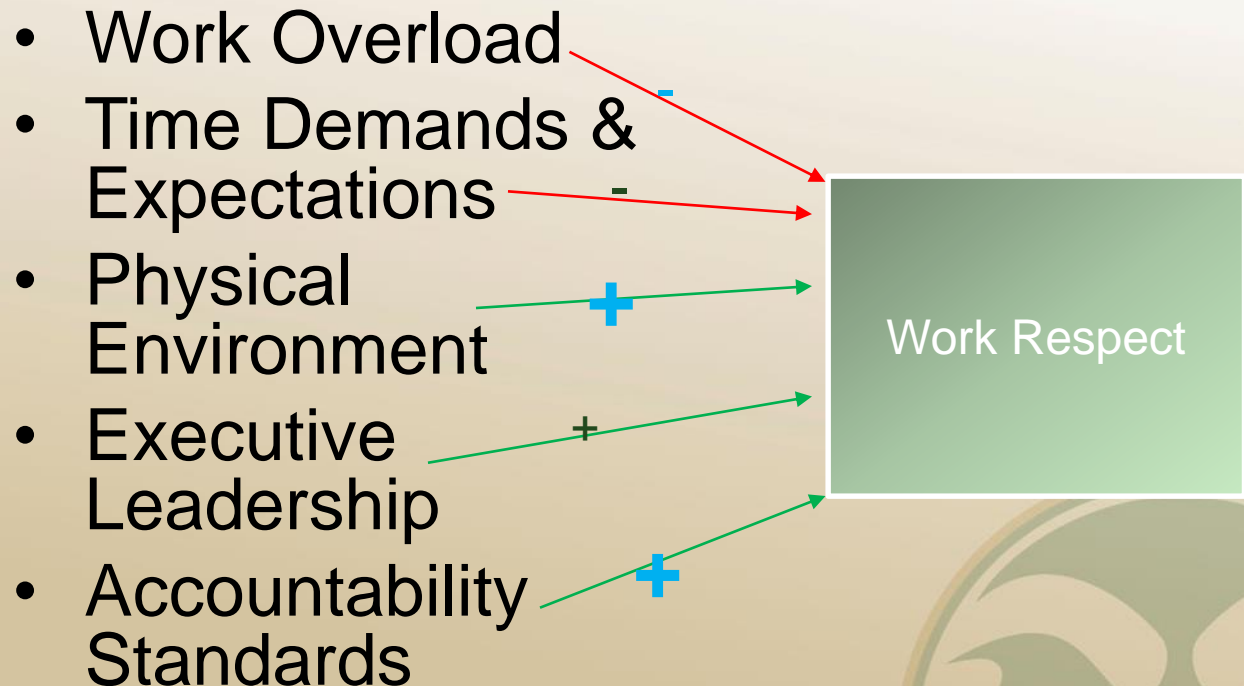 • Work Overload
-
• Time Demands &
Expectations
-
• Physical
Environment
+
Work Respect
• Executive
Leadership
+
• Accountability
Standards
+